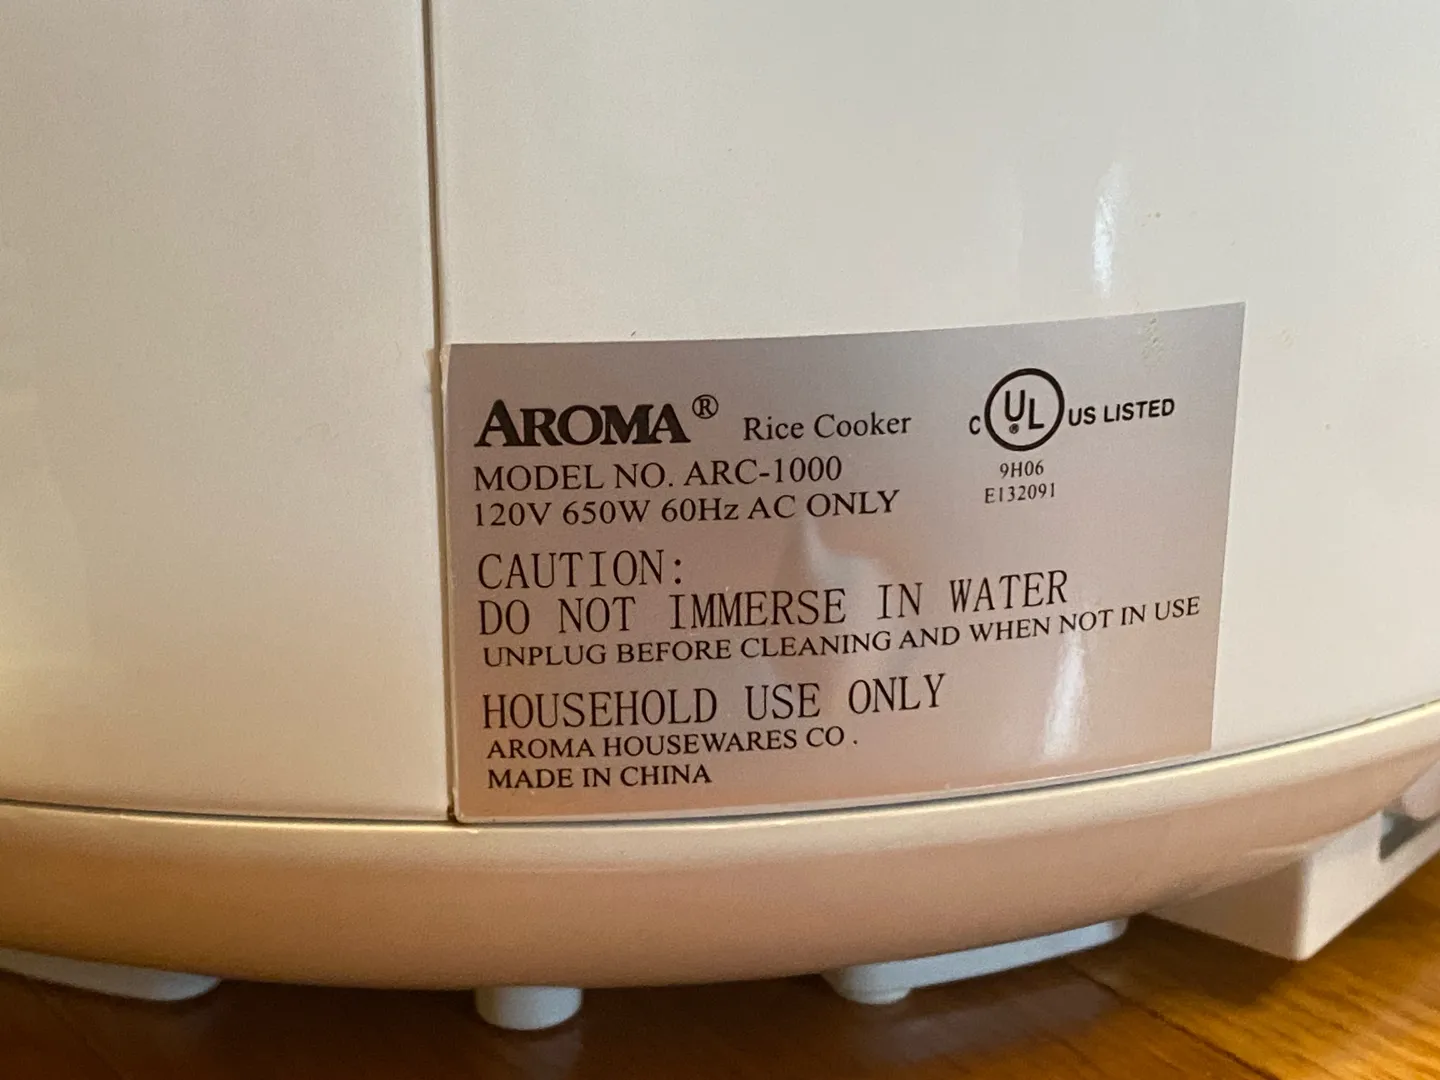 AROMA® Rice Cooker
MODEL NO. ARC-1000
120V 650W 60Hz AC ONLY
C UL® US LISTED
9H06
E132091
CAUTION:
DO NOT IMMERSE IN WATER
UNPLUG BEFORE CLEANING AND WHEN NOT IN USE
HOUSEHOLD USE ONLY
AROMA HOUSEWARES CO .
MADE IN CHINA